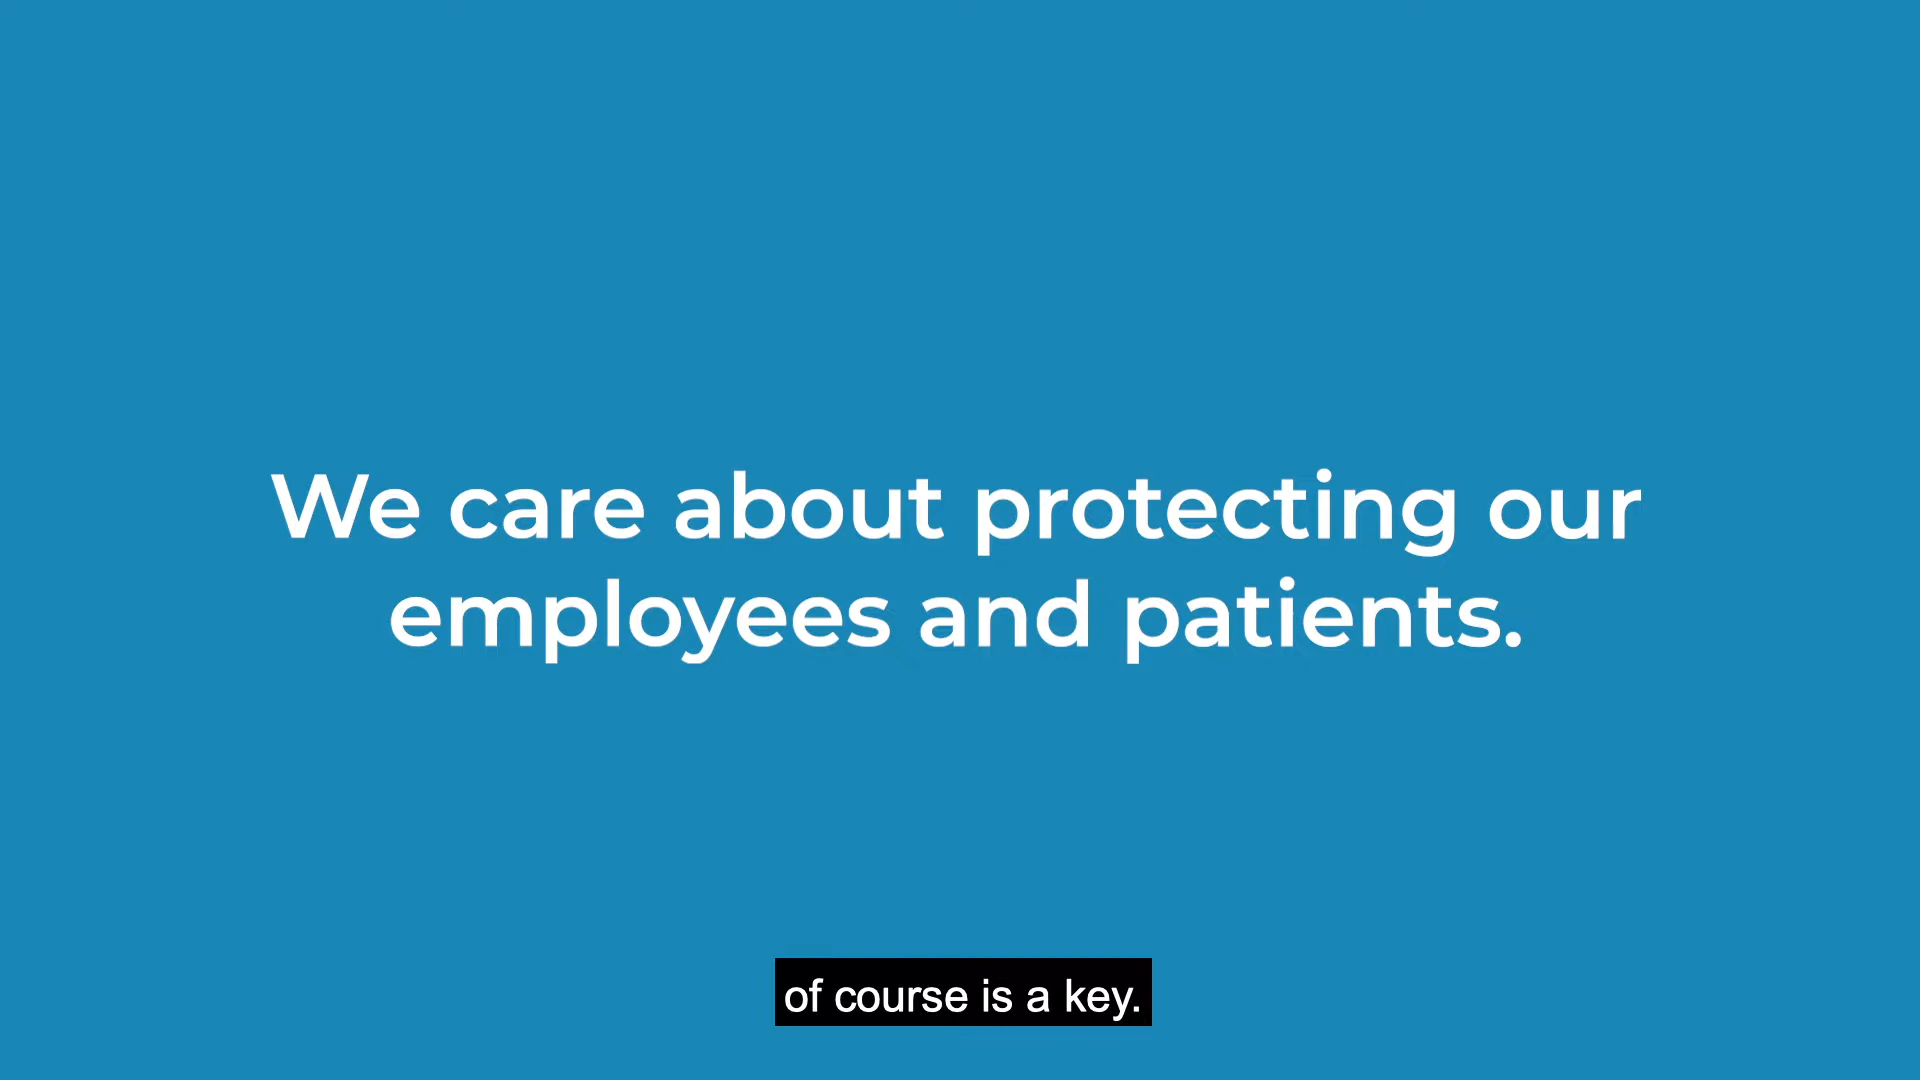 We care about protecting our
employees and patients.
of course is a key.